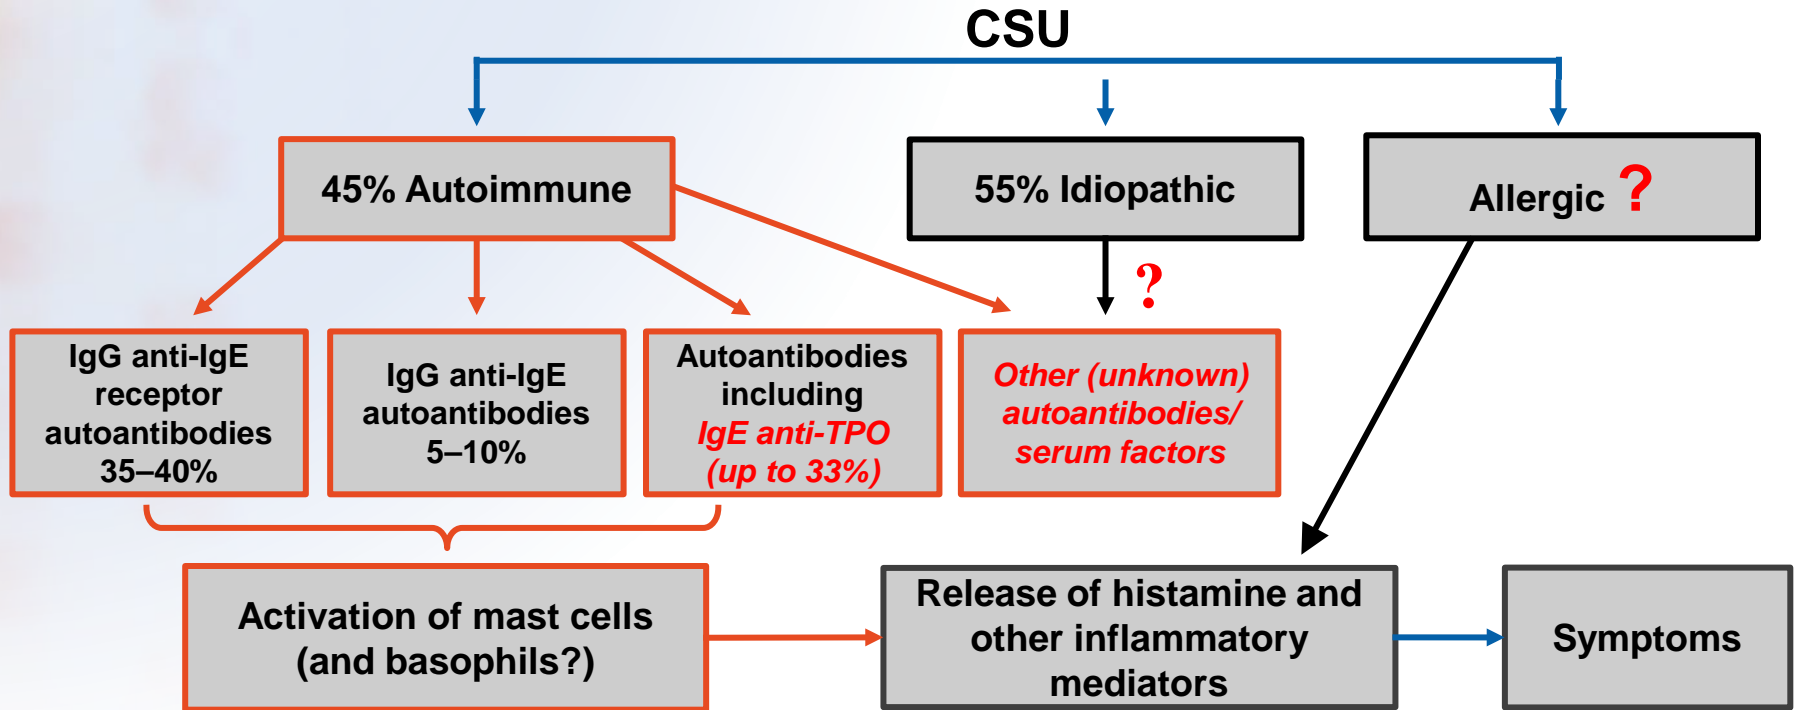 CSU
45% Autoimmune
55% Idiopathic
Allergic ?
?
IgG anti-IgE
receptor
autoantibodies
35–40%
IgG anti-IgE
autoantibodies
5–10%
Autoantibodies
including
IgE anti-TPO
(up to 33%)
Other (unknown)
autoantibodies/
serum factors
Activation of mast cells
(and basophils?)
Release of histamine and
other inflammatory
mediators
Symptoms